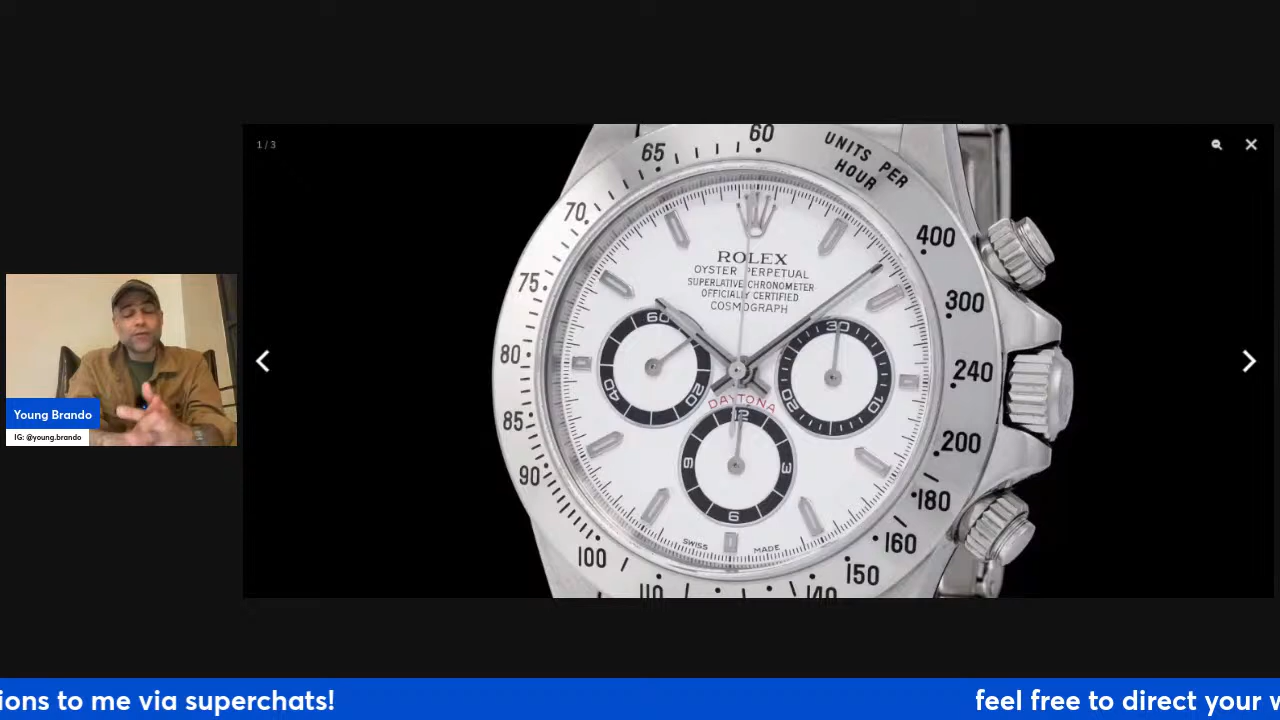 1 / 3
60
65
70
75
80
85
90
100
110
140
150
160
180
200
240
300
400
UNITS PER
HOUR
ROLEX
OYSTER PERPETUAL
SUPERLATIVE CHRONOMETER
OFFICIALLY CERTIFIED
COSMOGRAPH
60
20
40
30
10
20
DAYTONA
12
3
6
9
SWISS MADE
Young Brando
IG: @young.brando
ions to me via superchats!
feel free to direct your